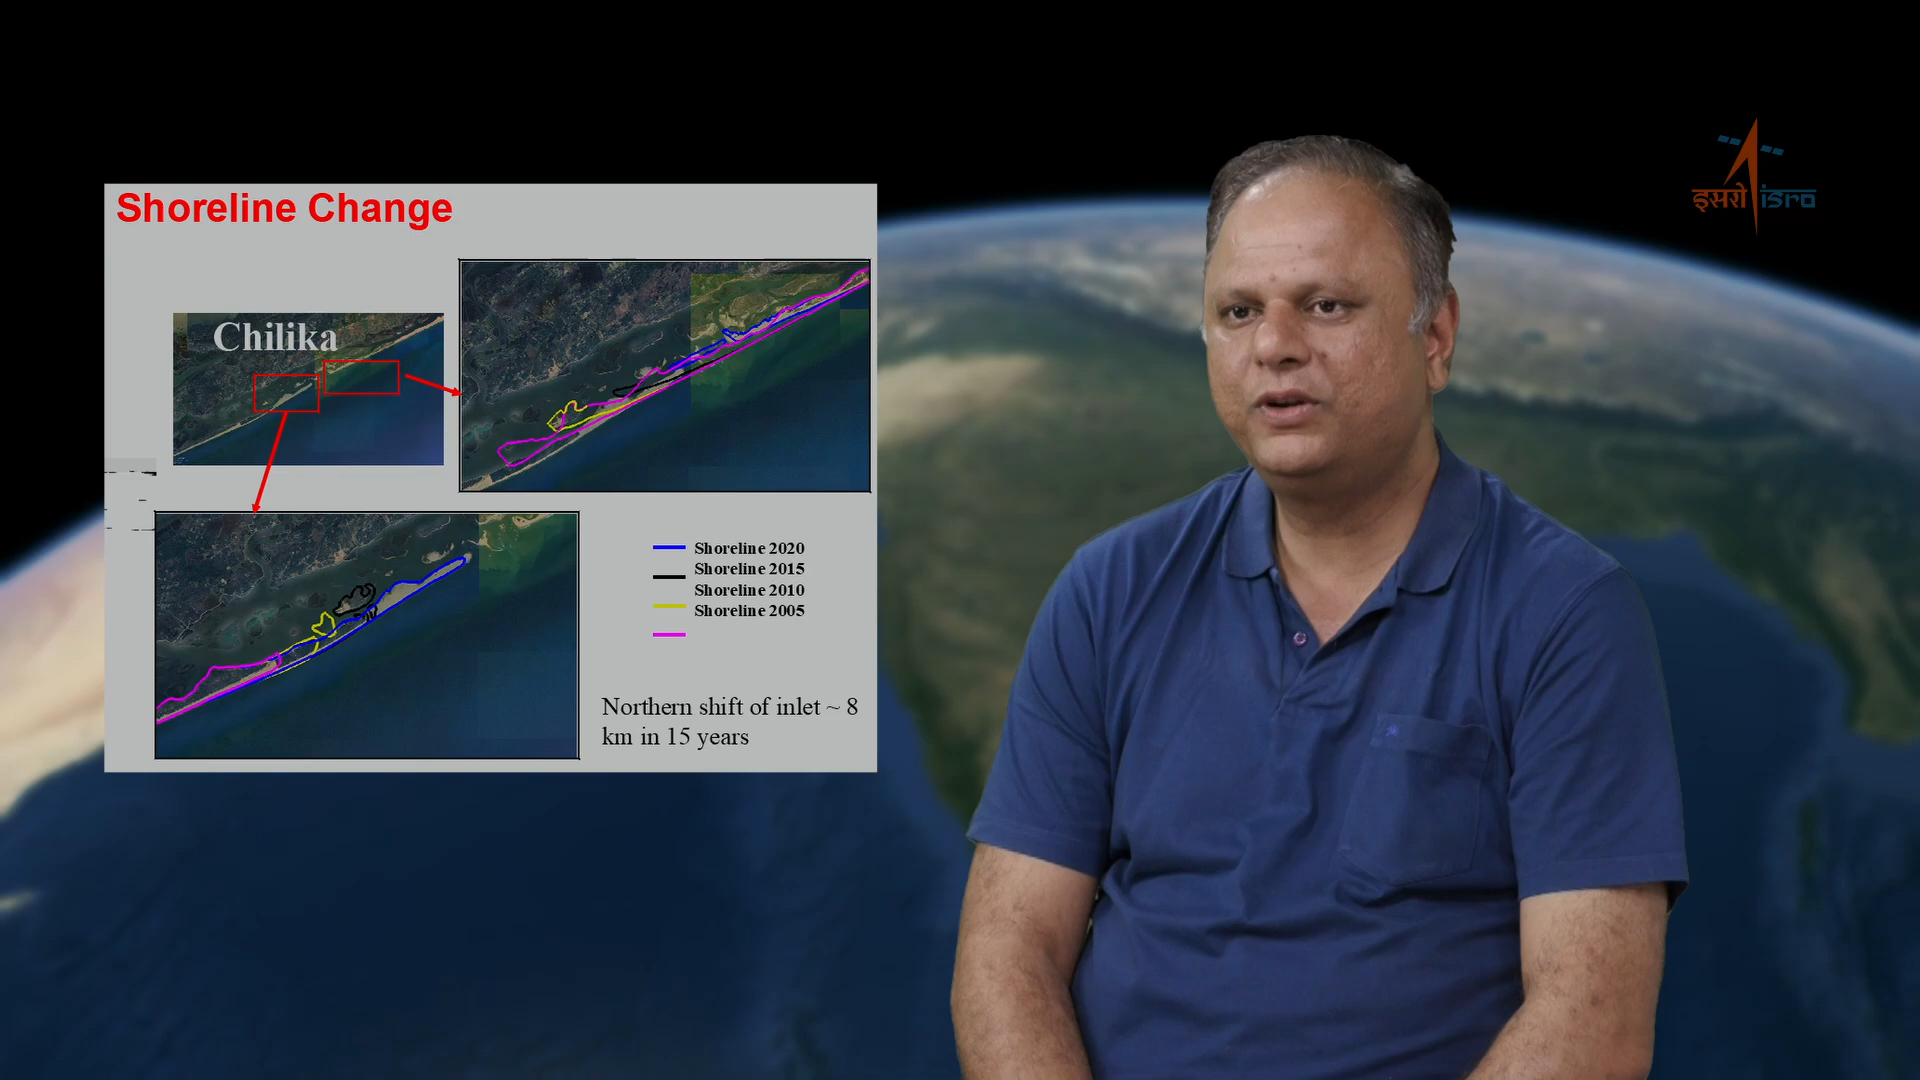 Shoreline Change
Chilika
Shoreline 2020
Shoreline 2015
Shoreline 2010
Shoreline 2005
Northern shift of inlet ~ 8
km in 15 years
इसरो isro